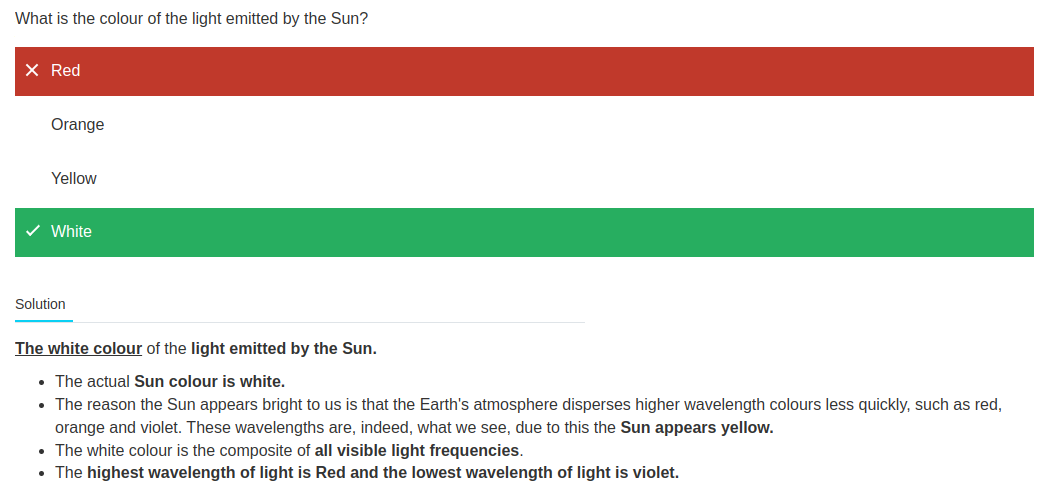 What is the colour of the light emitted by the Sun?
Red
Orange
Yellow
White
Solution
The white colour of the light emitted by the Sun.
The actual Sun colour is white.
The reason the Sun appears bright to us is that the Earth's atmosphere disperses higher wavelength colours less quickly, such as red,
orange and violet. These wavelengths are, indeed, what we see, due to this the Sun appears yellow.
The white colour is the composite of all visible light frequencies.
The highest wavelength of light is Red and the lowest wavelength of light is violet.